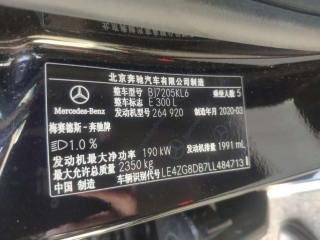 北京奔驰汽车有限公司制造
整车型号 BJ7205KL6 乘坐人数 5
整车标志 E 300 L
发动机型号 264 920 制造年月 2020-03
Mercedes-Benz
梅赛德斯－奔驰牌
1.0 %
发动机最大净功率 190 kW 发动机排量 1991 mL
最大允许总质量 2350 kg
中国 制造 车辆识别代号 LE4ZG8DB7LL484713